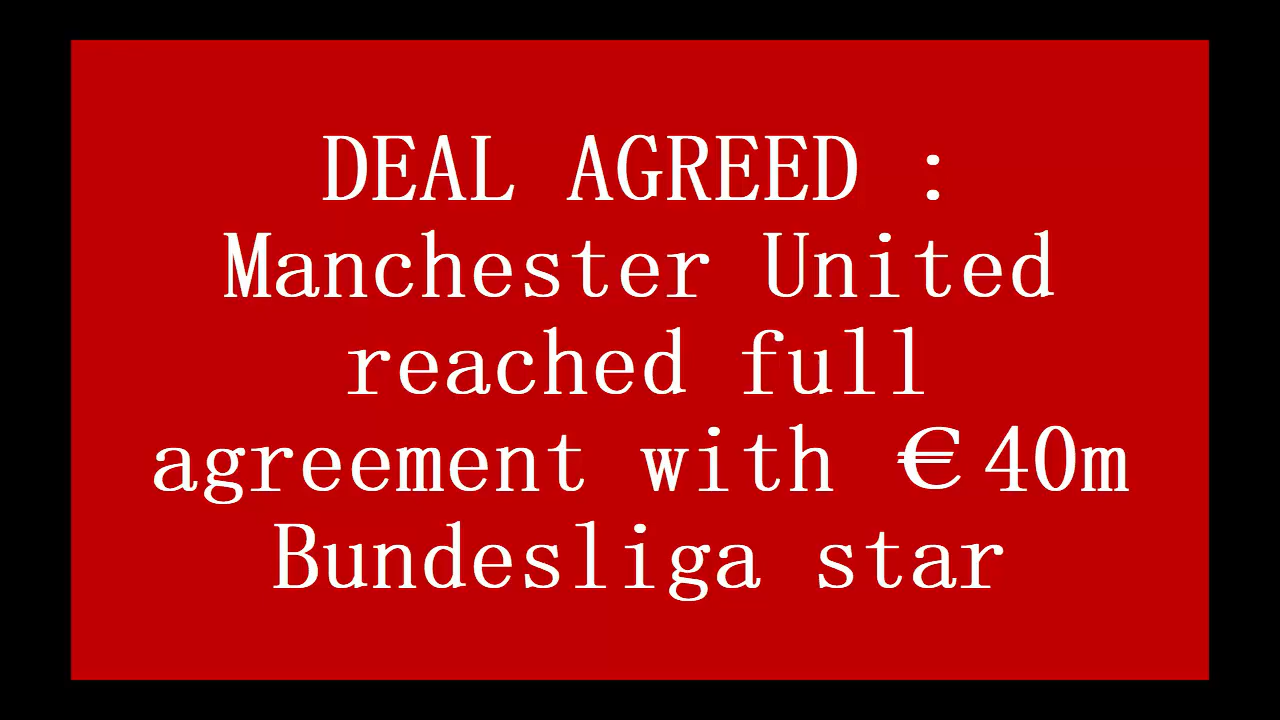 DEAL AGREED :
Manchester United
reached full
agreement with €40m
Bundesliga star